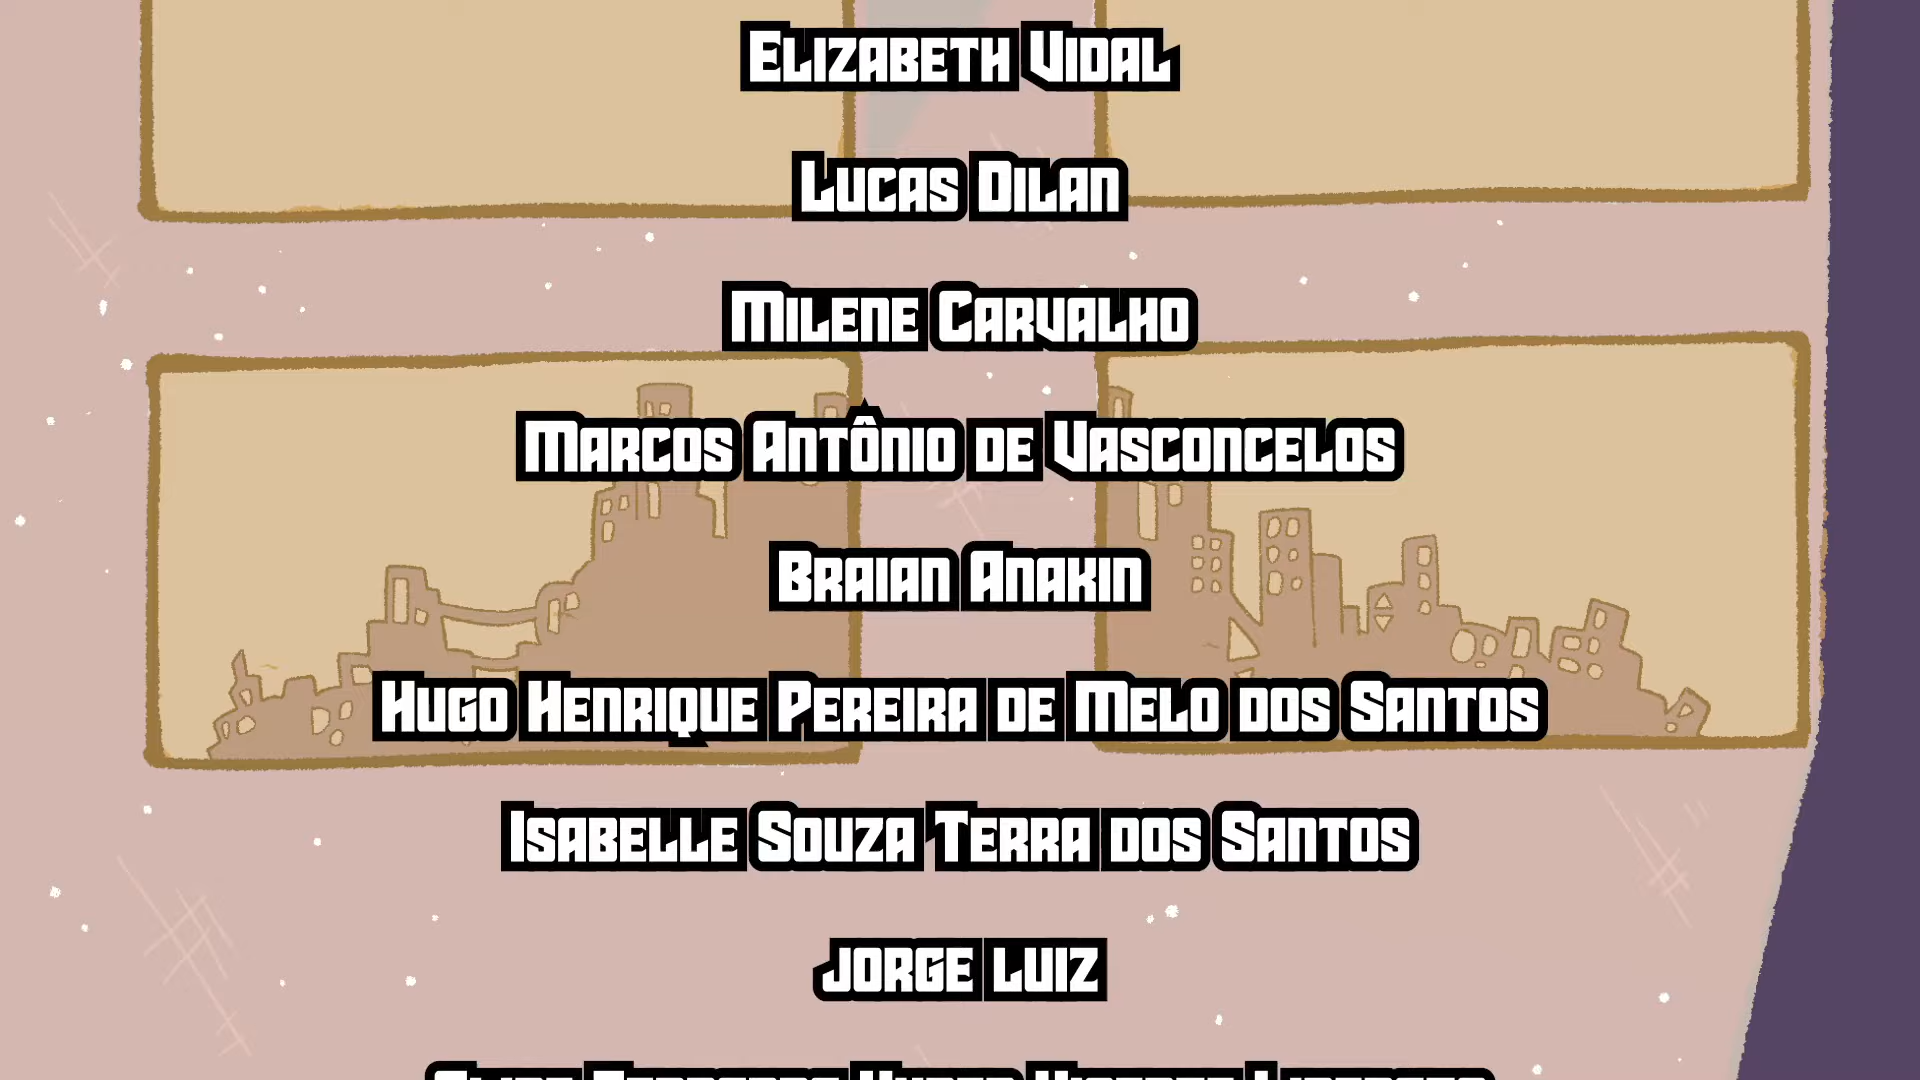 Elizabeth Vidal
Lucas Dilan
Milene Carvalho
Marcos Antônio de Vasconcelos
Braian Anakin
Hugo Henrique Pereira de Melo dos Santos
Isabelle Souza Terra dos Santos
jorge luiz